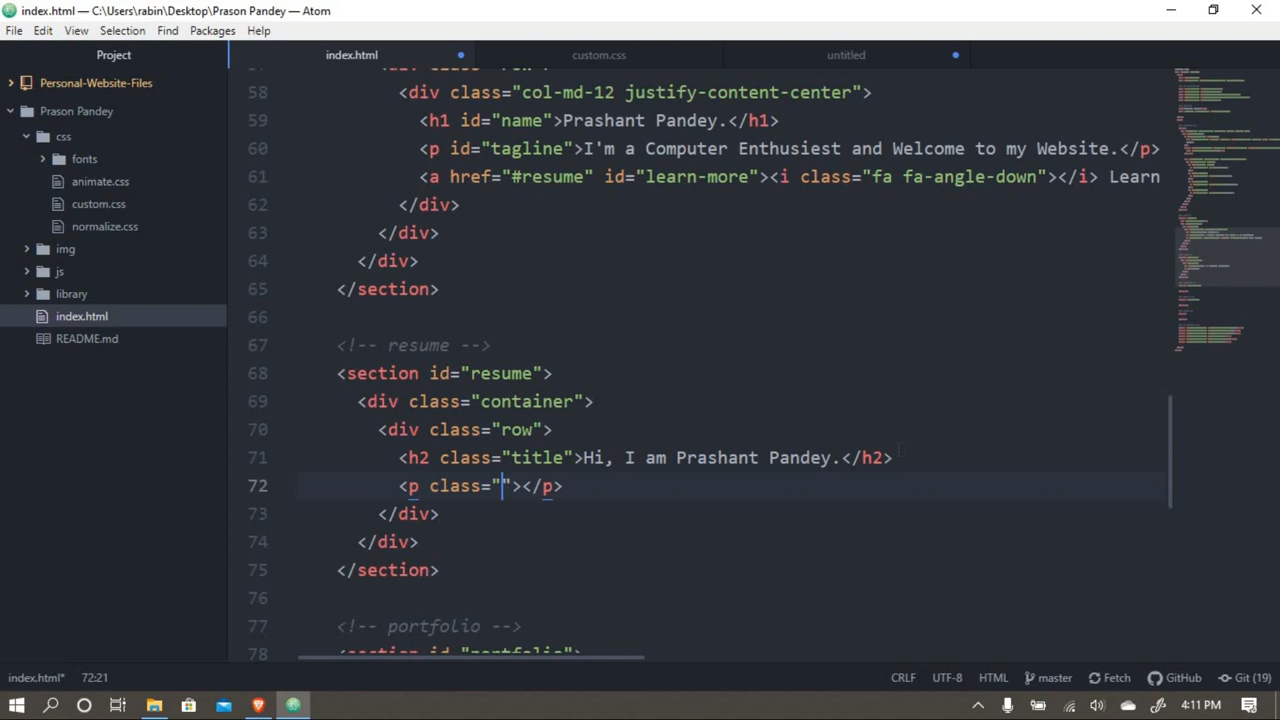 index.html — C:\Users\rabin\Desktop\Prason Pandey — Atom
File Edit View Selection Find Packages Help
Project
index.html
custom.css
untitled
Personal-Website-Files
Prason Pandey
css
fonts
animate.css
custom.css
normalize.css
img
js
library
index.html
README.md
58 <div class="col-md-12 justify-content-center">
59 <h1 id="name">Prashant Pandey.</h1>
60 <p id="tagline">I'm a Computer Enthusiest and Welcome to my Website.</p>
61 <a href="#resume" id="learn-more"><i class="fa fa-angle-down"></i> Learn
62 </div>
63 </div>
64 </div>
65 </section>
66
67 <!-- resume -->
68 <section id="resume">
69 <div class="container">
70 <div class="row">
71 <h2 class="title">Hi, I am Prashant Pandey.</h2>
72 <p class=""></p>
73 </div>
74 </div>
75 </section>
76
77 <!-- portfolio -->
78 <section id="portfolio">
index.html* 72:21 CRLF UTF-8 HTML master Fetch GitHub Git (19)
4:11 PM